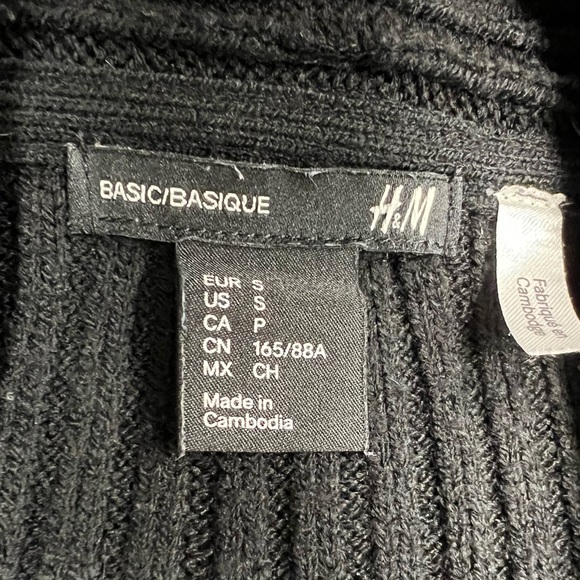 BASIC/BASIQUE H&M
EUR S
US S
CA P
CN 165/88A
MX CH
Made in
Cambodia
Fabriqué en
Cambodge